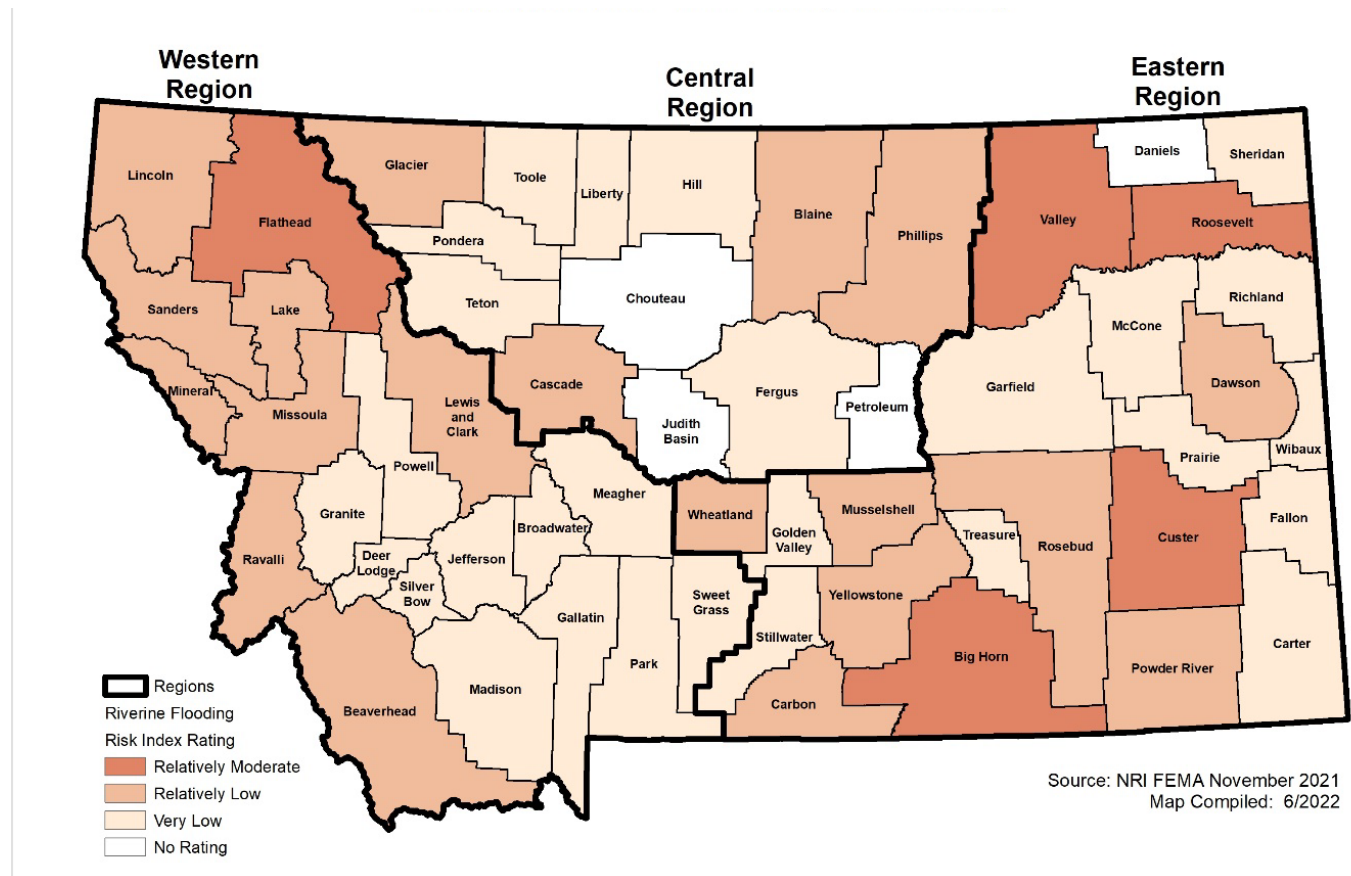 Western
Region
Central
Region
Eastern
Region
Lincoln
Flathead
Glacier
Toole
Liberty
Hill
Blaine
Phillips
Valley
Daniels
Sheridan
Roosevelt
Pondera
Teton
Chouteau
Sanders
Lake
Richland
McCone
Mineral
Missoula
Lewis
and
Clark
Cascade
Judith
Basin
Fergus
Petroleum
Garfield
Dawson
Prairie
Wibaux
Powell
Granite
Meagher
Broadwater
Wheatland
Golden
Valley
Musselshell
Treasure
Rosebud
Custer
Fallon
Ravalli
Deer
Lodge
Silver
Bow
Jefferson
Gallatin
Sweet
Grass
Stillwater
Yellowstone
Big Horn
Powder River
Carter
Beaverhead
Madison
Park
Carbon
Regions
Riverine Flooding
Risk Index Rating
Relatively Moderate
Relatively Low
Very Low
No Rating
Source: NRI FEMA November 2021
Map Compiled: 6/2022